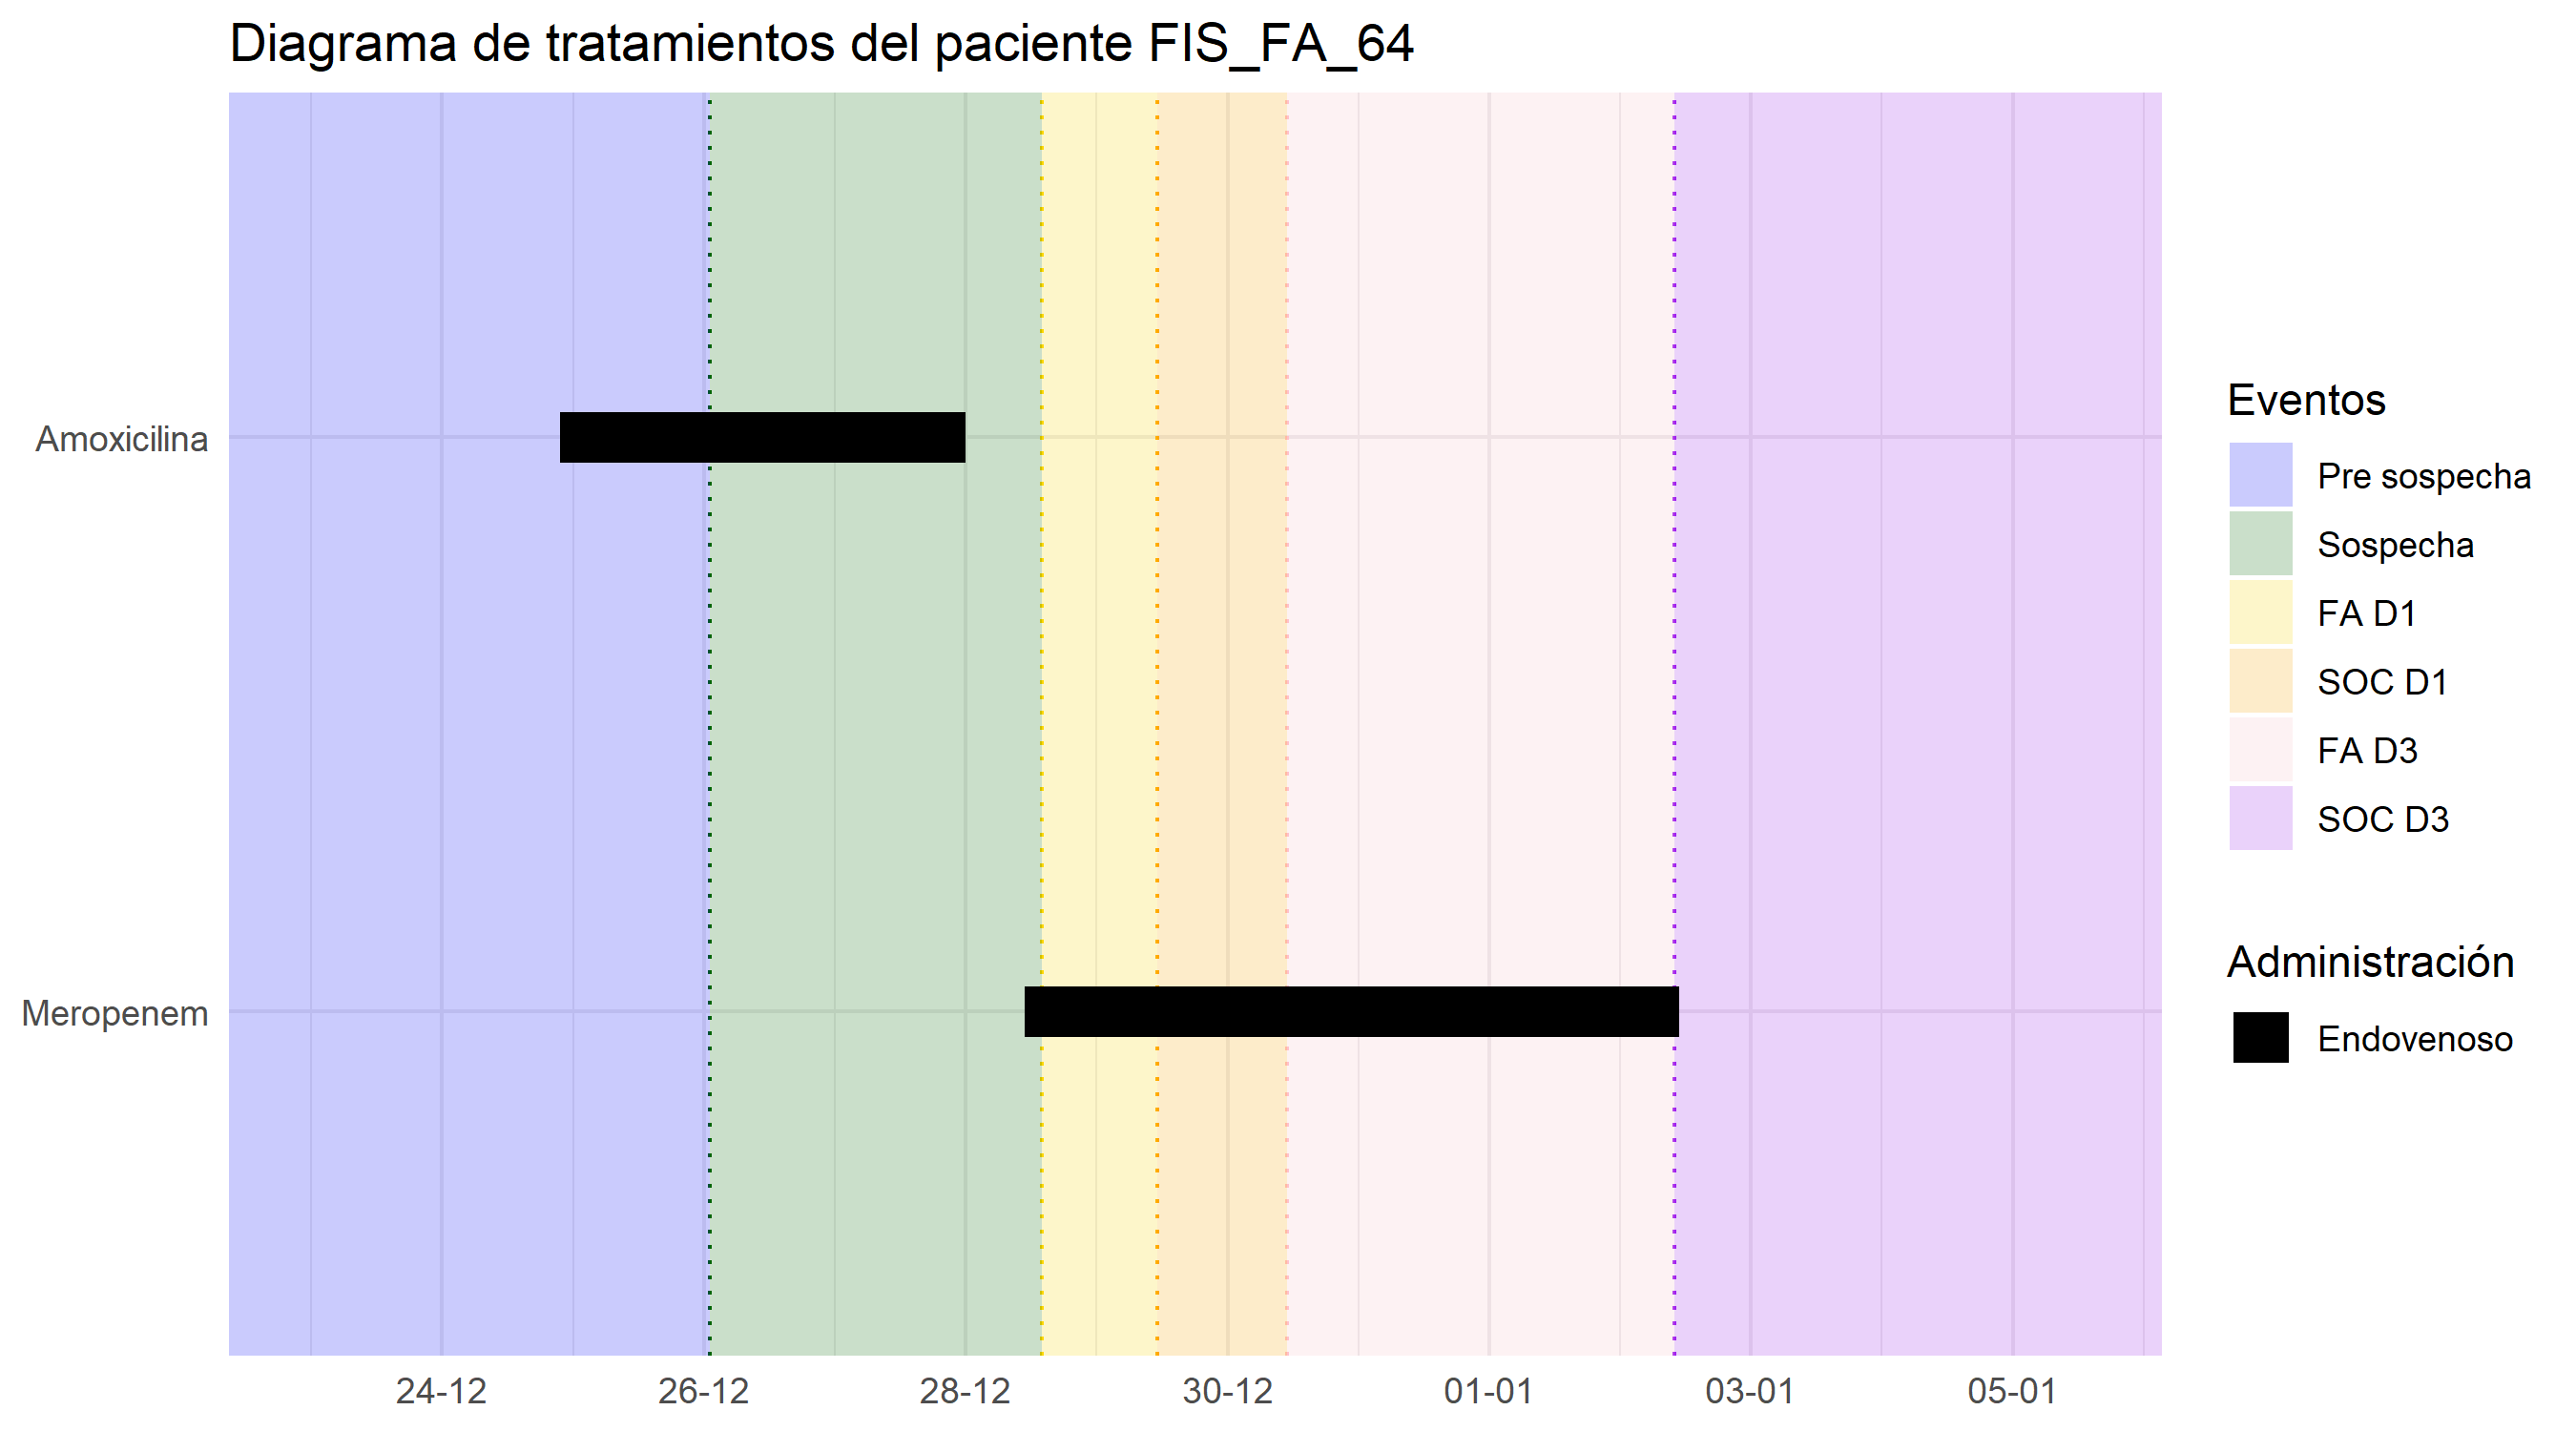 Diagrama de tratamientos del paciente FIS_FA_64
Amoxicilina
Meropenem
24-12
26-12
28-12
30-12
01-01
03-01
05-01
Eventos
Pre sospecha
Sospecha
FA D1
SOC D1
FA D3
SOC D3
Administración
Endovenoso